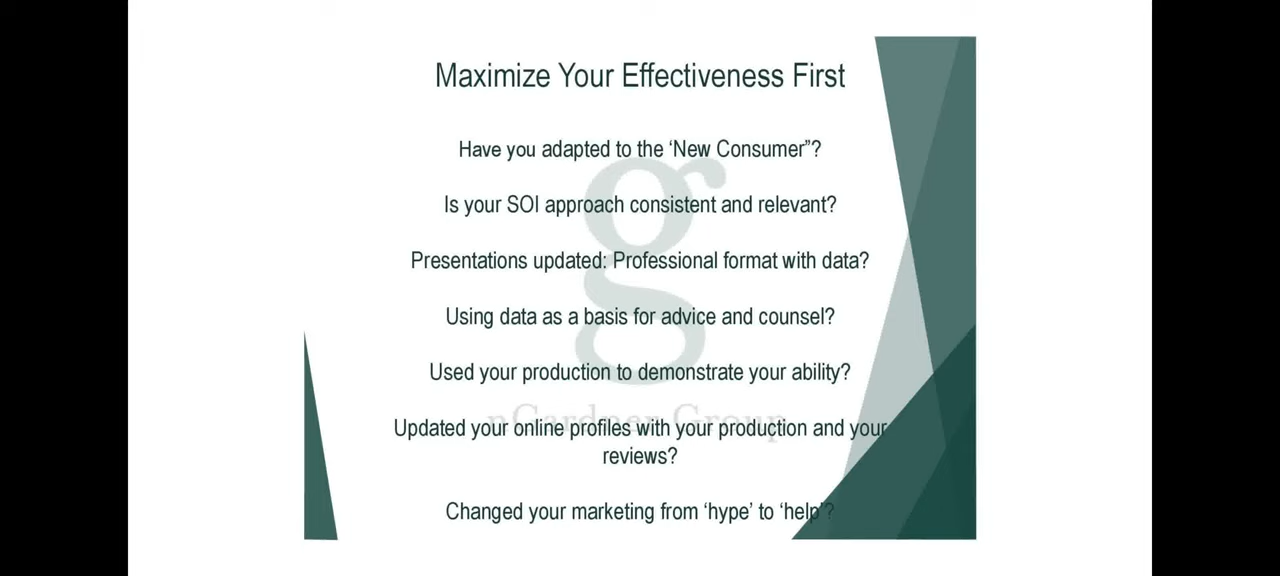 Maximize Your Effectiveness First
Have you adapted to the ‘New Consumer”?
Is your SOI approach consistent and relevant?
Presentations updated: Professional format with data?
Using data as a basis for advice and counsel?
Used your production to demonstrate your ability?
nGardner Group
Updated your online profiles with your production and your
reviews?
Changed your marketing from ‘hype’ to ‘help’?